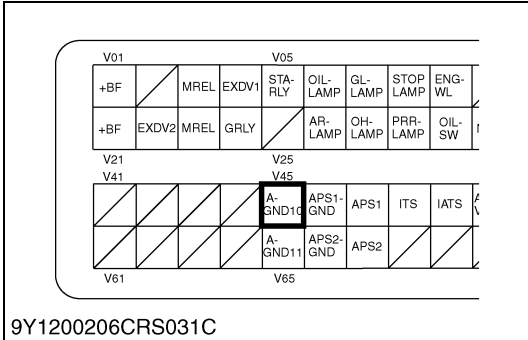 V01 V05
+BF MREL EXDV1 STA- OIL- GL- STOP ENG-
RLY LAMP LAMP LAMP WL
+BF EXDV2 MREL GRLY AR- OH- PRR- OIL-
LAMP LAMP LAMP SW
V21 V25
V41 V45
A- APS1- APS1 ITS IATS
GND10 GND
A- APS2- APS2
GND11 GND
V61 V65
9Y1200206CRS031C